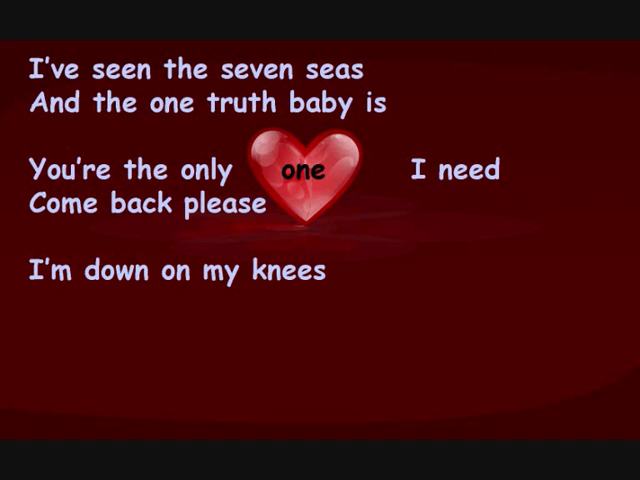 I've seen the seven seas
And the one truth baby is
You're the only one I need
Come back please
I'm down on my knees